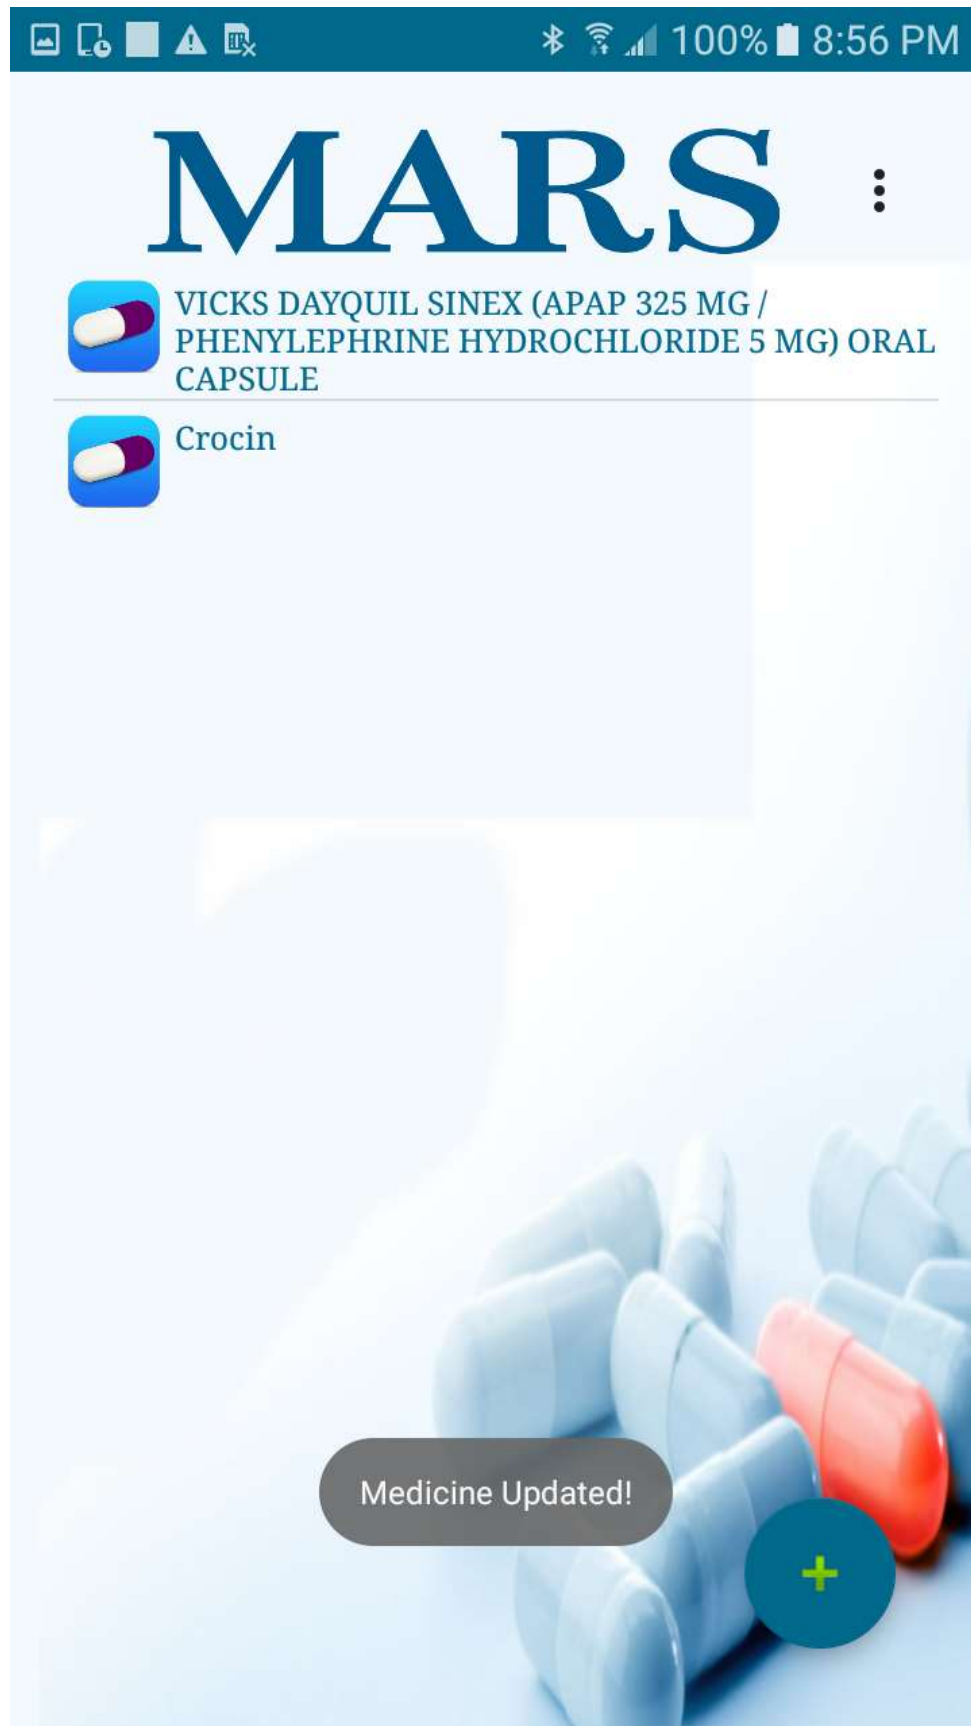 100% 8:56 PM
MARS
VICKS DAYQUIL SINEX (APAP 325 MG /
PHENYLEPHRINE HYDROCHLORIDE 5 MG) ORAL
CAPSULE
Crocin
Medicine Updated!
+